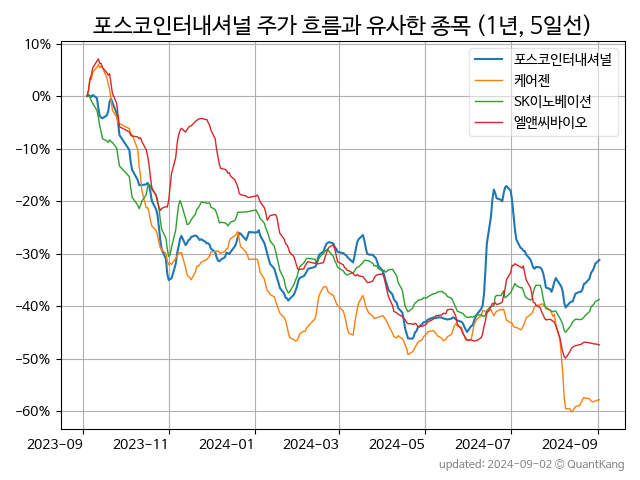 포스코인터내셔널 주가 흐름과 유사한 종목 (1년, 5일선)
포스코인터내셔널
케어젠
SK이노베이션
엘앤씨바이오
10%
0%
−10%
−20%
−30%
−40%
−50%
−60%
2023-09
2023-11
2024-01
2024-03
2024-05
2024-07
2024-09
updated: 2024-09-02 © QuantKang